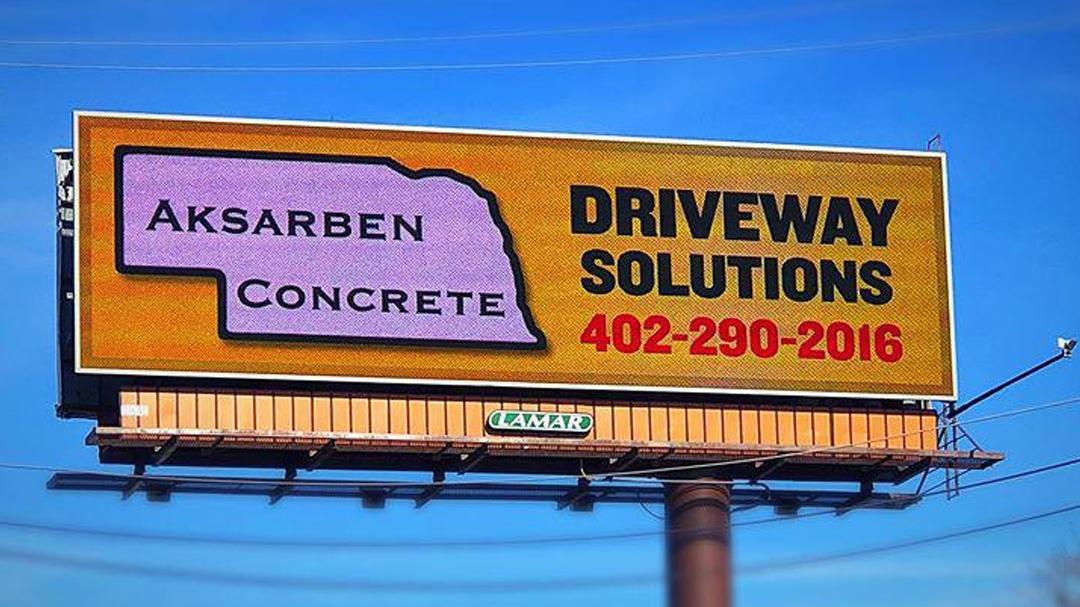 AKSARBEN
CONCRETE
DRIVEWAY
SOLUTIONS
402-290-2016
LAMAR